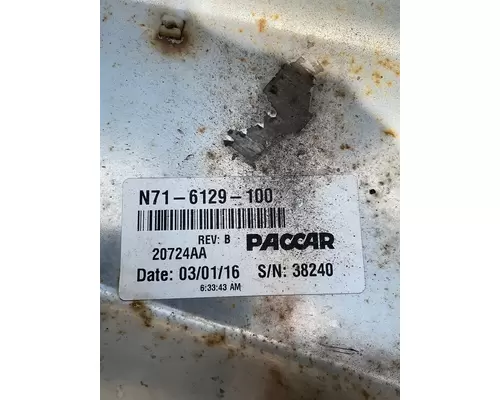 N71-6129-100
REV: B PACCAR
20724AA
Date: 03/01/16 S/N: 38240
6:33:43 AM